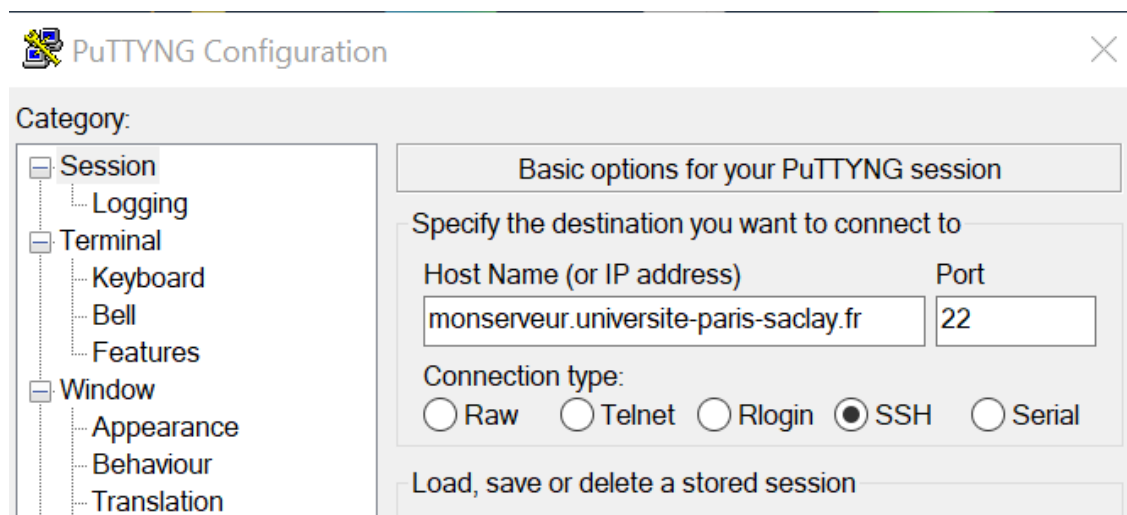 PuTTYNG Configuration
Category:
Session
Logging
Terminal
Keyboard
Bell
Features
Window
Appearance
Behaviour
Translation
Basic options for your PuTTYNG session
Specify the destination you want to connect to
Host Name (or IP address) Port
monserveur.universite-paris-saclay.fr 22
Connection type:
Raw Telnet Rlogin SSH Serial
Load, save or delete a stored session